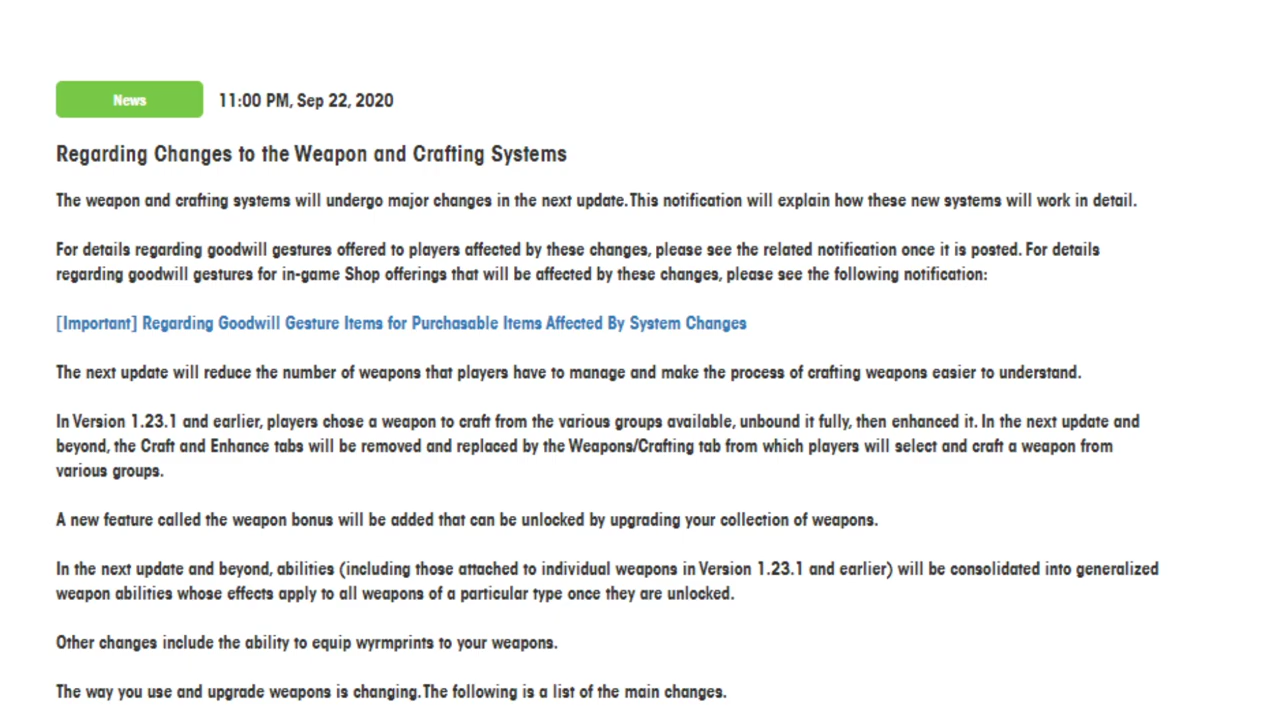 News 11:00 PM, Sep 22, 2020
Regarding Changes to the Weapon and Crafting Systems
The weapon and crafting systems will undergo major changes in the next update. This notification will explain how these new systems will work in detail.
For details regarding goodwill gestures offered to players affected by these changes, please see the related notification once it is posted. For details
regarding goodwill gestures for in-game Shop offerings that will be affected by these changes, please see the following notification:
[Important] Regarding Goodwill Gesture Items for Purchasable Items Affected By System Changes
The next update will reduce the number of weapons that players have to manage and make the process of crafting weapons easier to understand.
In Version 1.23.1 and earlier, players chose a weapon to craft from the various groups available, unbound it fully, then enhanced it. In the next update and
beyond, the Craft and Enhance tabs will be removed and replaced by the Weapons/Crafting tab from which players will select and craft a weapon from
various groups.
A new feature called the weapon bonus will be added that can be unlocked by upgrading your collection of weapons.
In the next update and beyond, abilities (including those attached to individual weapons in Version 1.23.1 and earlier) will be consolidated into generalized
weapon abilities whose effects apply to all weapons of a particular type once they are unlocked.
Other changes include the ability to equip wyrmprints to your weapons.
The way you use and upgrade weapons is changing. The following is a list of the main changes.